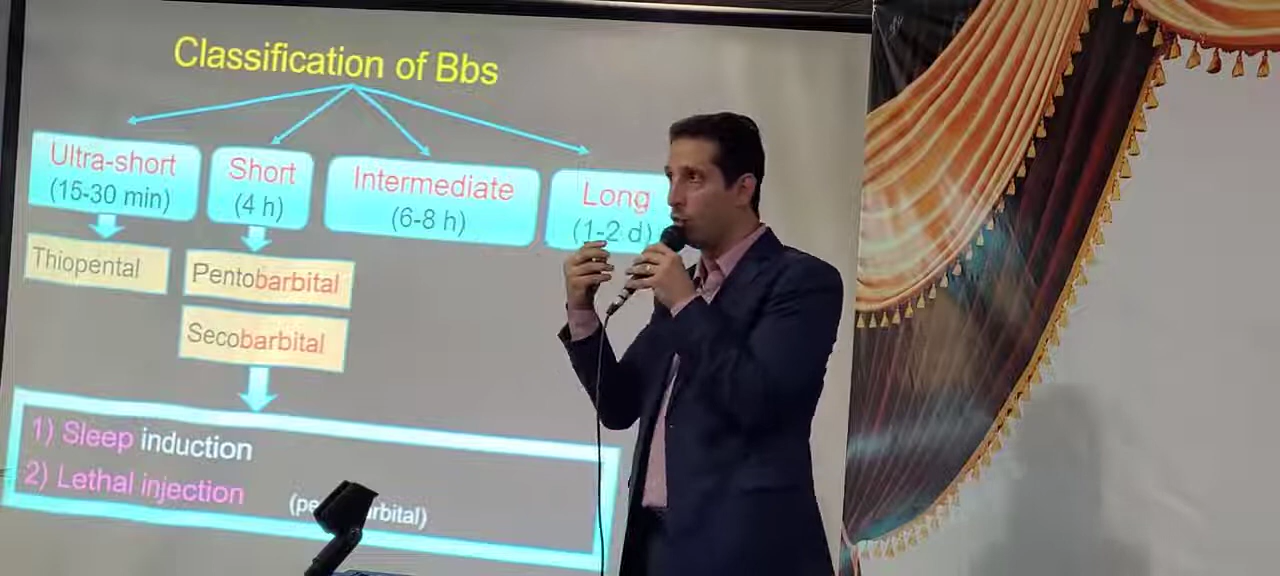 Classification of Bbs
Ultra-short
(15-30 min)
Short
(4 h)
Intermediate
(6-8 h)
Long
(1-2 d)
Thiopental
Pentobarbital
Secobarbital
1) Sleep induction
2) Lethal injection